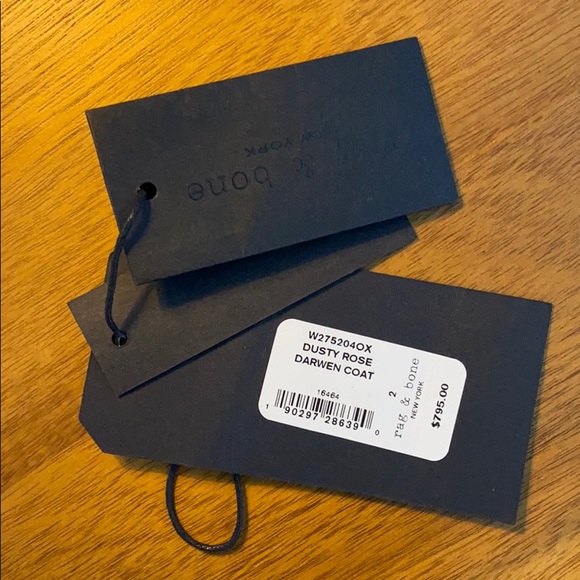 rag & bone
NEW YORK
W2752040X
DUSTY ROSE
DARWEN COAT
16464
1 90297 28639 0
2
rag & bone
NEW YORK
$795.00